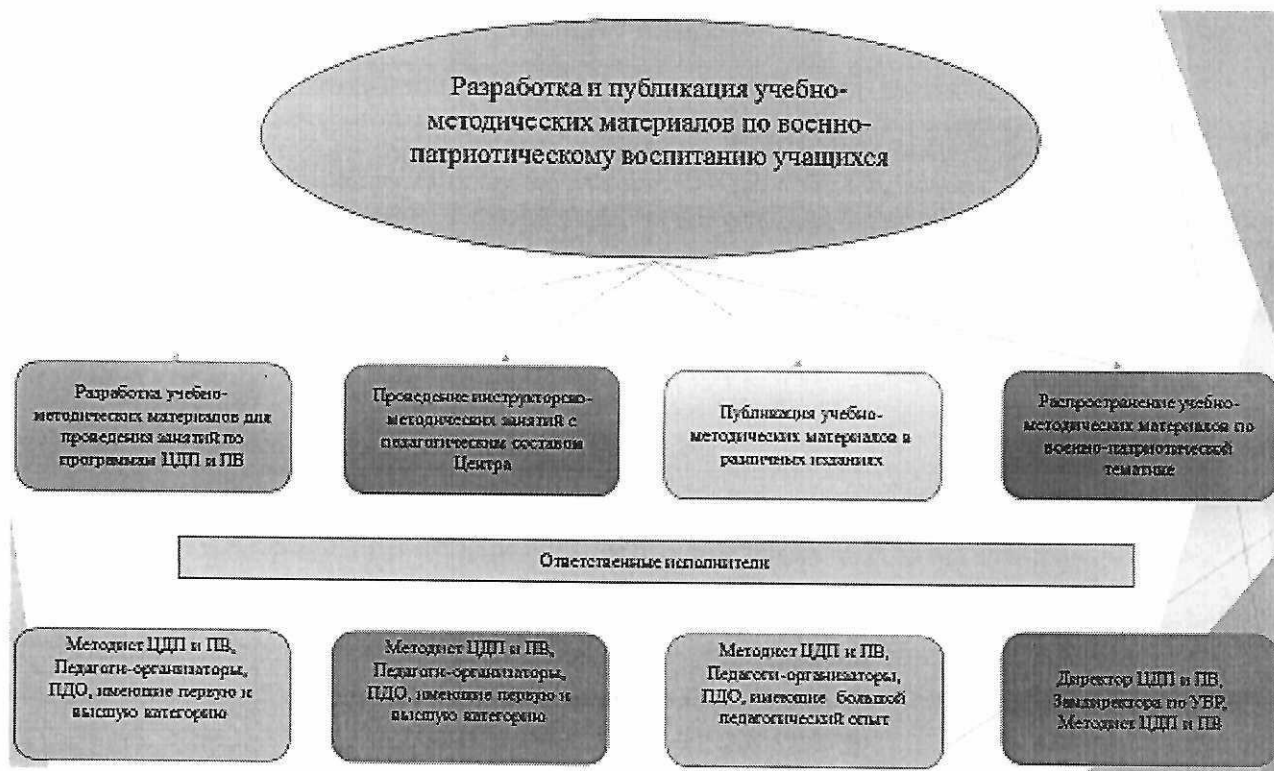 Разработка и публикация учебно-
методических материалов по военно-
патриотическому воспитанию учащихся
Разработка учебно-
методических материалов для
проведения занятий по
программам ЦДП и ПВ
Проведение инструкторско-
методических занятий с
педагогическим составом
Центра
Публикация учебно-
методических материалов в
различных изданиях
Распространение учебно-
методических материалов по
военно-патриотической
тематике
Ответственные исполнители
Методист ЦДП и ПВ,
Педагоги-организаторы,
ПДО, имеющие первую и
высшую категорию
Методист ЦДП и ПВ,
Педагоги-организаторы,
ПДО, имеющие первую и
высшую категорию
Методист ЦДП и ПВ,
Педагоги-организаторы,
ПДО, имеющие большой
педагогический опыт
Директор ЦДП и ПВ,
Замдиректора по УВР,
Методист ЦДП и ПВ